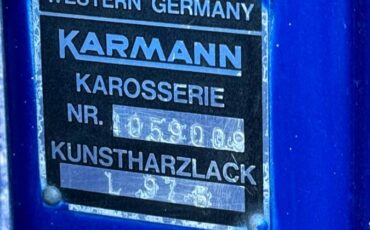 WESTERN GERMANY
KARMANN
KAROSSERIE
NR. 1059008
KUNSTHARZLACK